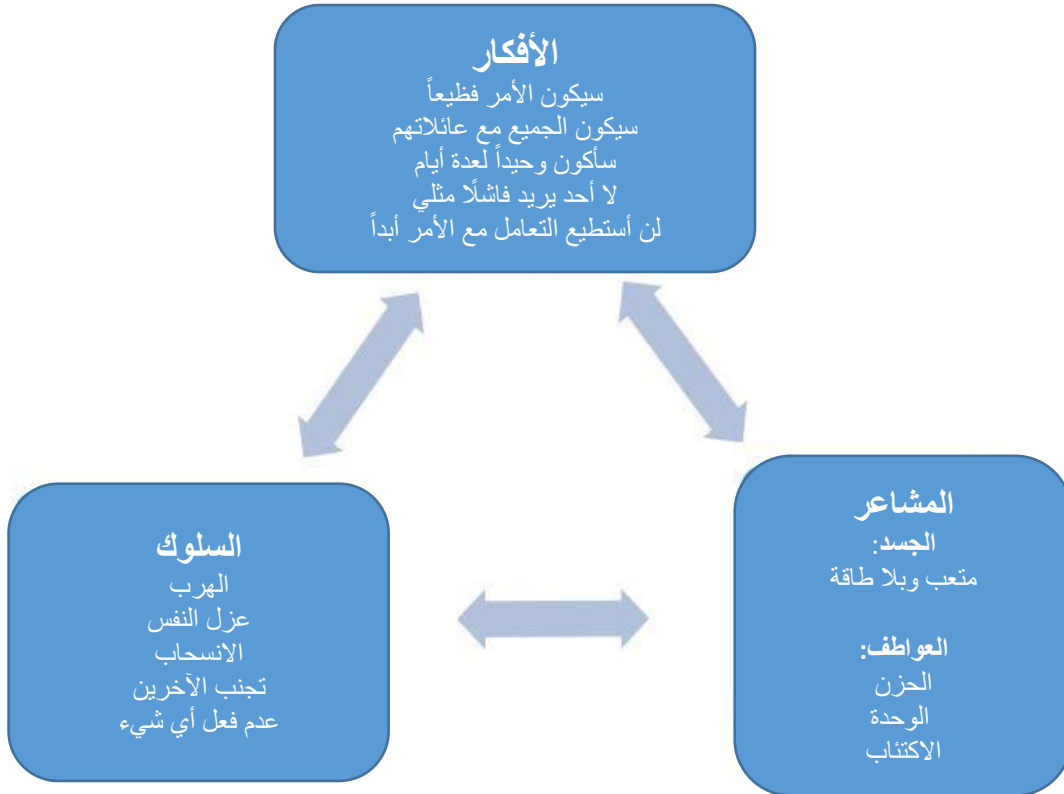 الأفكار
سيكون الأمر فظيعاً
سيكون الجميع مع عائلاتهم
سأكون وحيداً لعدة أيام
لا أحد يريد فاشلًا مثلي
لن أستطيع التعامل مع الأمر أبداً
المشاعر
الجسد:
متعب وبلا طاقة
العواطف:
الحزن
الوحدة
الاكتئاب
السلوك
الهرب
عزل النفس
الانسحاب
تجنب الآخرين
عدم فعل أي شيء